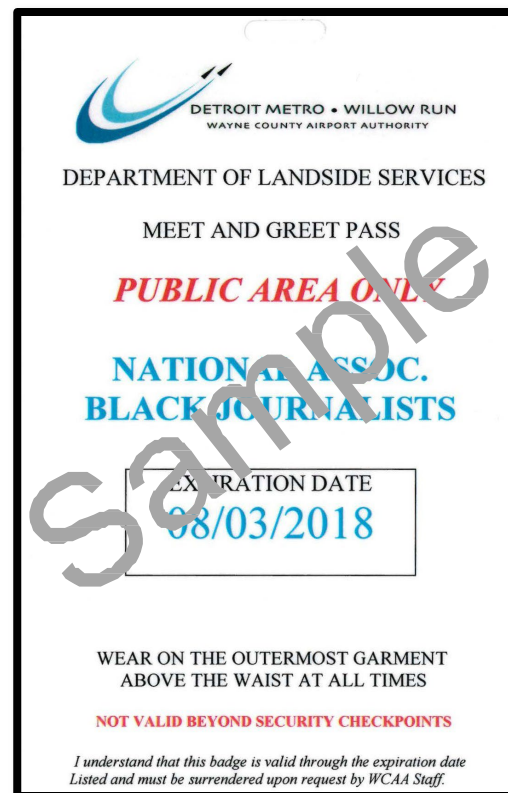 DETROIT METRO • WILLOW RUN
WAYNE COUNTY AIRPORT AUTHORITY
DEPARTMENT OF LANDSIDE SERVICES
MEET AND GREET PASS
PUBLIC AREA ONLY
NATIONAL ASSOC.
BLACK JOURNALISTS
EXPIRATION DATE
08/03/2018
Sample
WEAR ON THE OUTERMOST GARMENT
ABOVE THE WAIST AT ALL TIMES
NOT VALID BEYOND SECURITY CHECKPOINTS
I understand that this badge is valid through the expiration date
Listed and must be surrendered upon request by WCAA Staff.